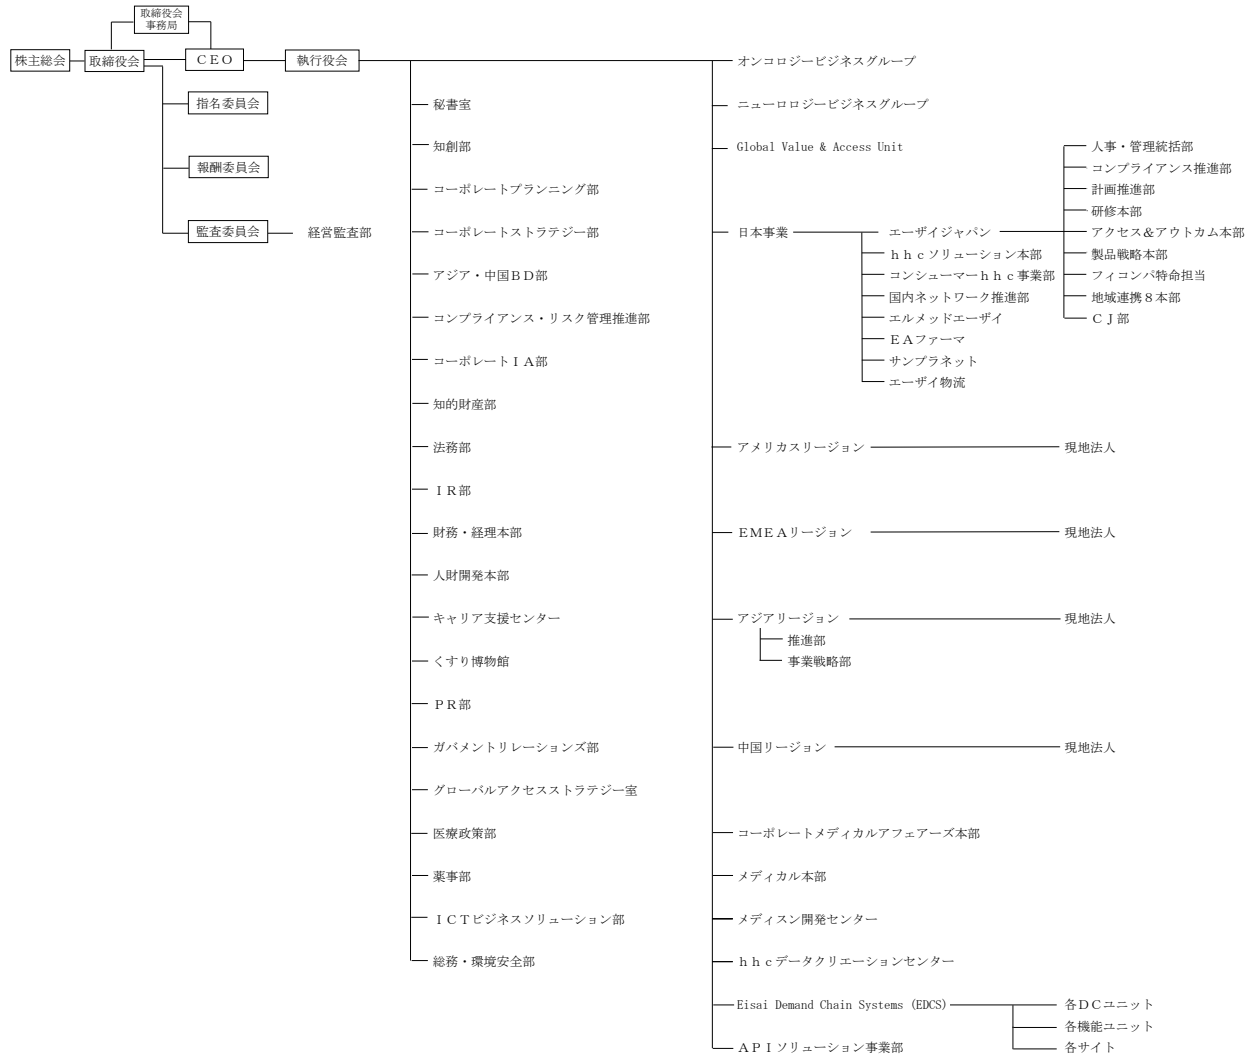 取締役会
事務局
株主総会
取締役会
ＣＥＯ
執行役会
指名委員会
報酬委員会
監査委員会
経営監査部
秘書室
知創部
コーポレートプランニング部
コーポレートストラテジー部
アジア・中国ＢＤ部
コンプライアンス・リスク管理推進部
コーポレートＩＡ部
知的財産部
法務部
ＩＲ部
財務・経理本部
人財開発本部
キャリア支援センター
くすり博物館
ＰＲ部
ガバメントリレーションズ部
グローバルアクセスストラテジー室
医療政策部
薬事部
ＩＣＴビジネスソリューション部
総務・環境安全部
オンコロジービジネスグループ
ニューロロジービジネスグループ
Global Value & Access Unit
日本事業
エーザイジャパン
ｈｈｃソリューション本部
コンシューマーｈｈｃ事業部
国内ネットワーク推進部
エルメッドエーザイ
ＥＡファーマ
サンプラネット
エーザイ物流
人事・管理統括部
コンプライアンス推進部
計画推進部
研修本部
アクセス＆アウトカム本部
製品戦略本部
フィコンパ特命担当
地域連携８本部
ＣＪ部
アメリカスリージョン
現地法人
ＥＭＥＡリージョン
現地法人
アジアリージョン
現地法人
推進部
事業戦略部
中国リージョン
現地法人
コーポレートメディカルアフェアーズ本部
メディカル本部
メディスン開発センター
ｈｈｃデータクリエーションセンター
Eisai Demand Chain Systems (EDCS)
各ＤＣユニット
各機能ユニット
各サイト
ＡＰＩソリューション事業部